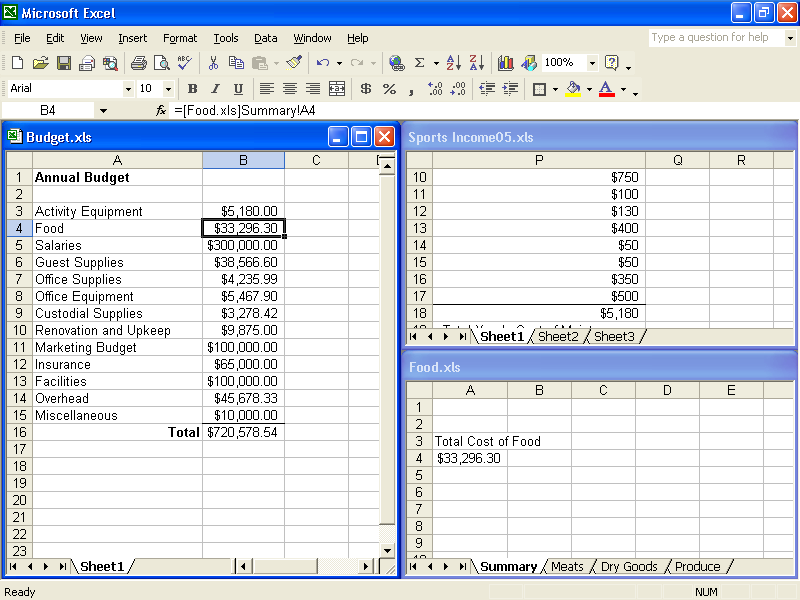 Microsoft Excel
File Edit View Insert Format Tools Data Window Help Type a question for help
100%
Arial 10 B I U $ % ,
B4 fx =[Food.xls]Summary!A4
Budget.xls
A B C
1 Annual Budget
2
3 Activity Equipment $5,180.00
4 Food $33,296.30
5 Salaries $300,000.00
6 Guest Supplies $38,566.60
7 Office Supplies $4,235.99
8 Office Equipment $5,467.90
9 Custodial Supplies $3,278.42
10 Renovation and Upkeep $9,875.00
11 Marketing Budget $100,000.00
12 Insurance $65,000.00
13 Facilities $100,000.00
14 Overhead $45,678.33
15 Miscellaneous $10,000.00
16 Total $720,578.54
17
18
19
20
21
22
23
Sheet1
Sports Income05.xls
P Q R
10 $750
11 $100
12 $130
13 $400
14 $50
15 $50
16 $350
17 $500
18 $5,180
Sheet1 Sheet2 Sheet3
Food.xls
A B C D E
1
2
3 Total Cost of Food
4 $33,296.30
5
6
7
8
9
Summary Meats Dry Goods Produce
Ready NUM